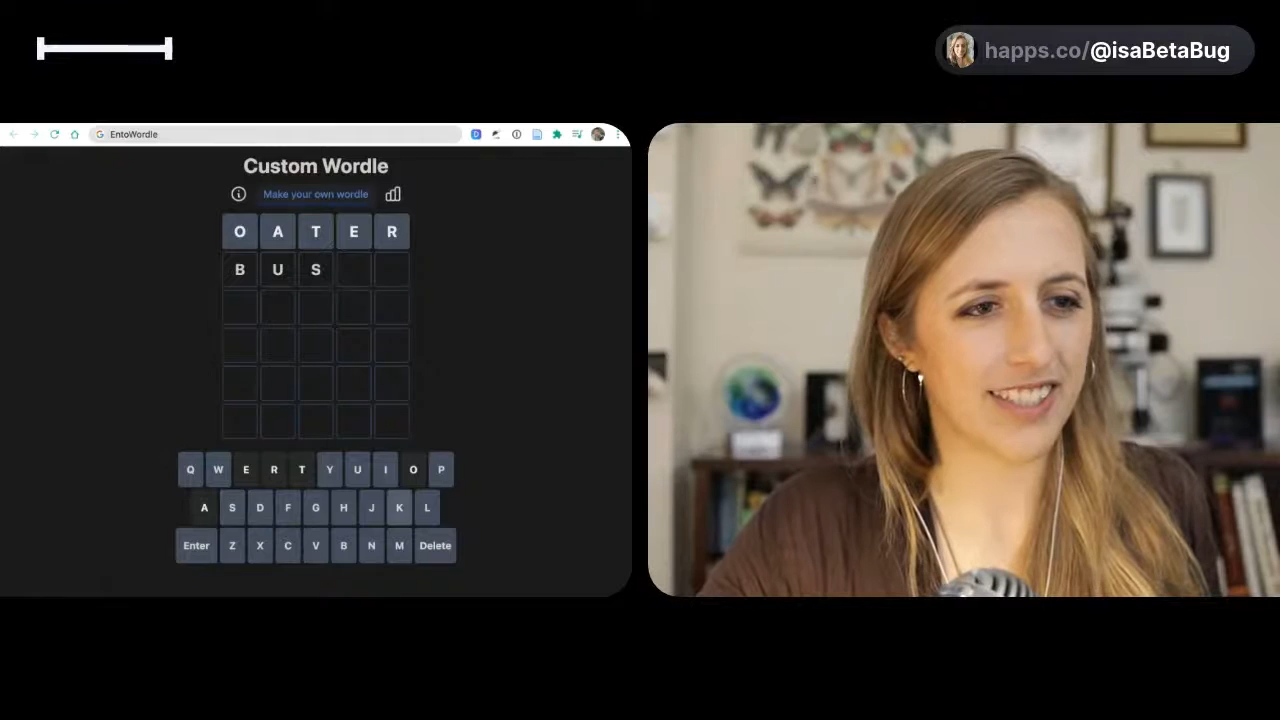 happs.co/@isaBetaBug
EntoWordle
Custom Wordle
Make your own wordle
O A T E R
B U S
Q W E R T Y U I O P
A S D F G H J K L
Enter Z X C V B N M Delete